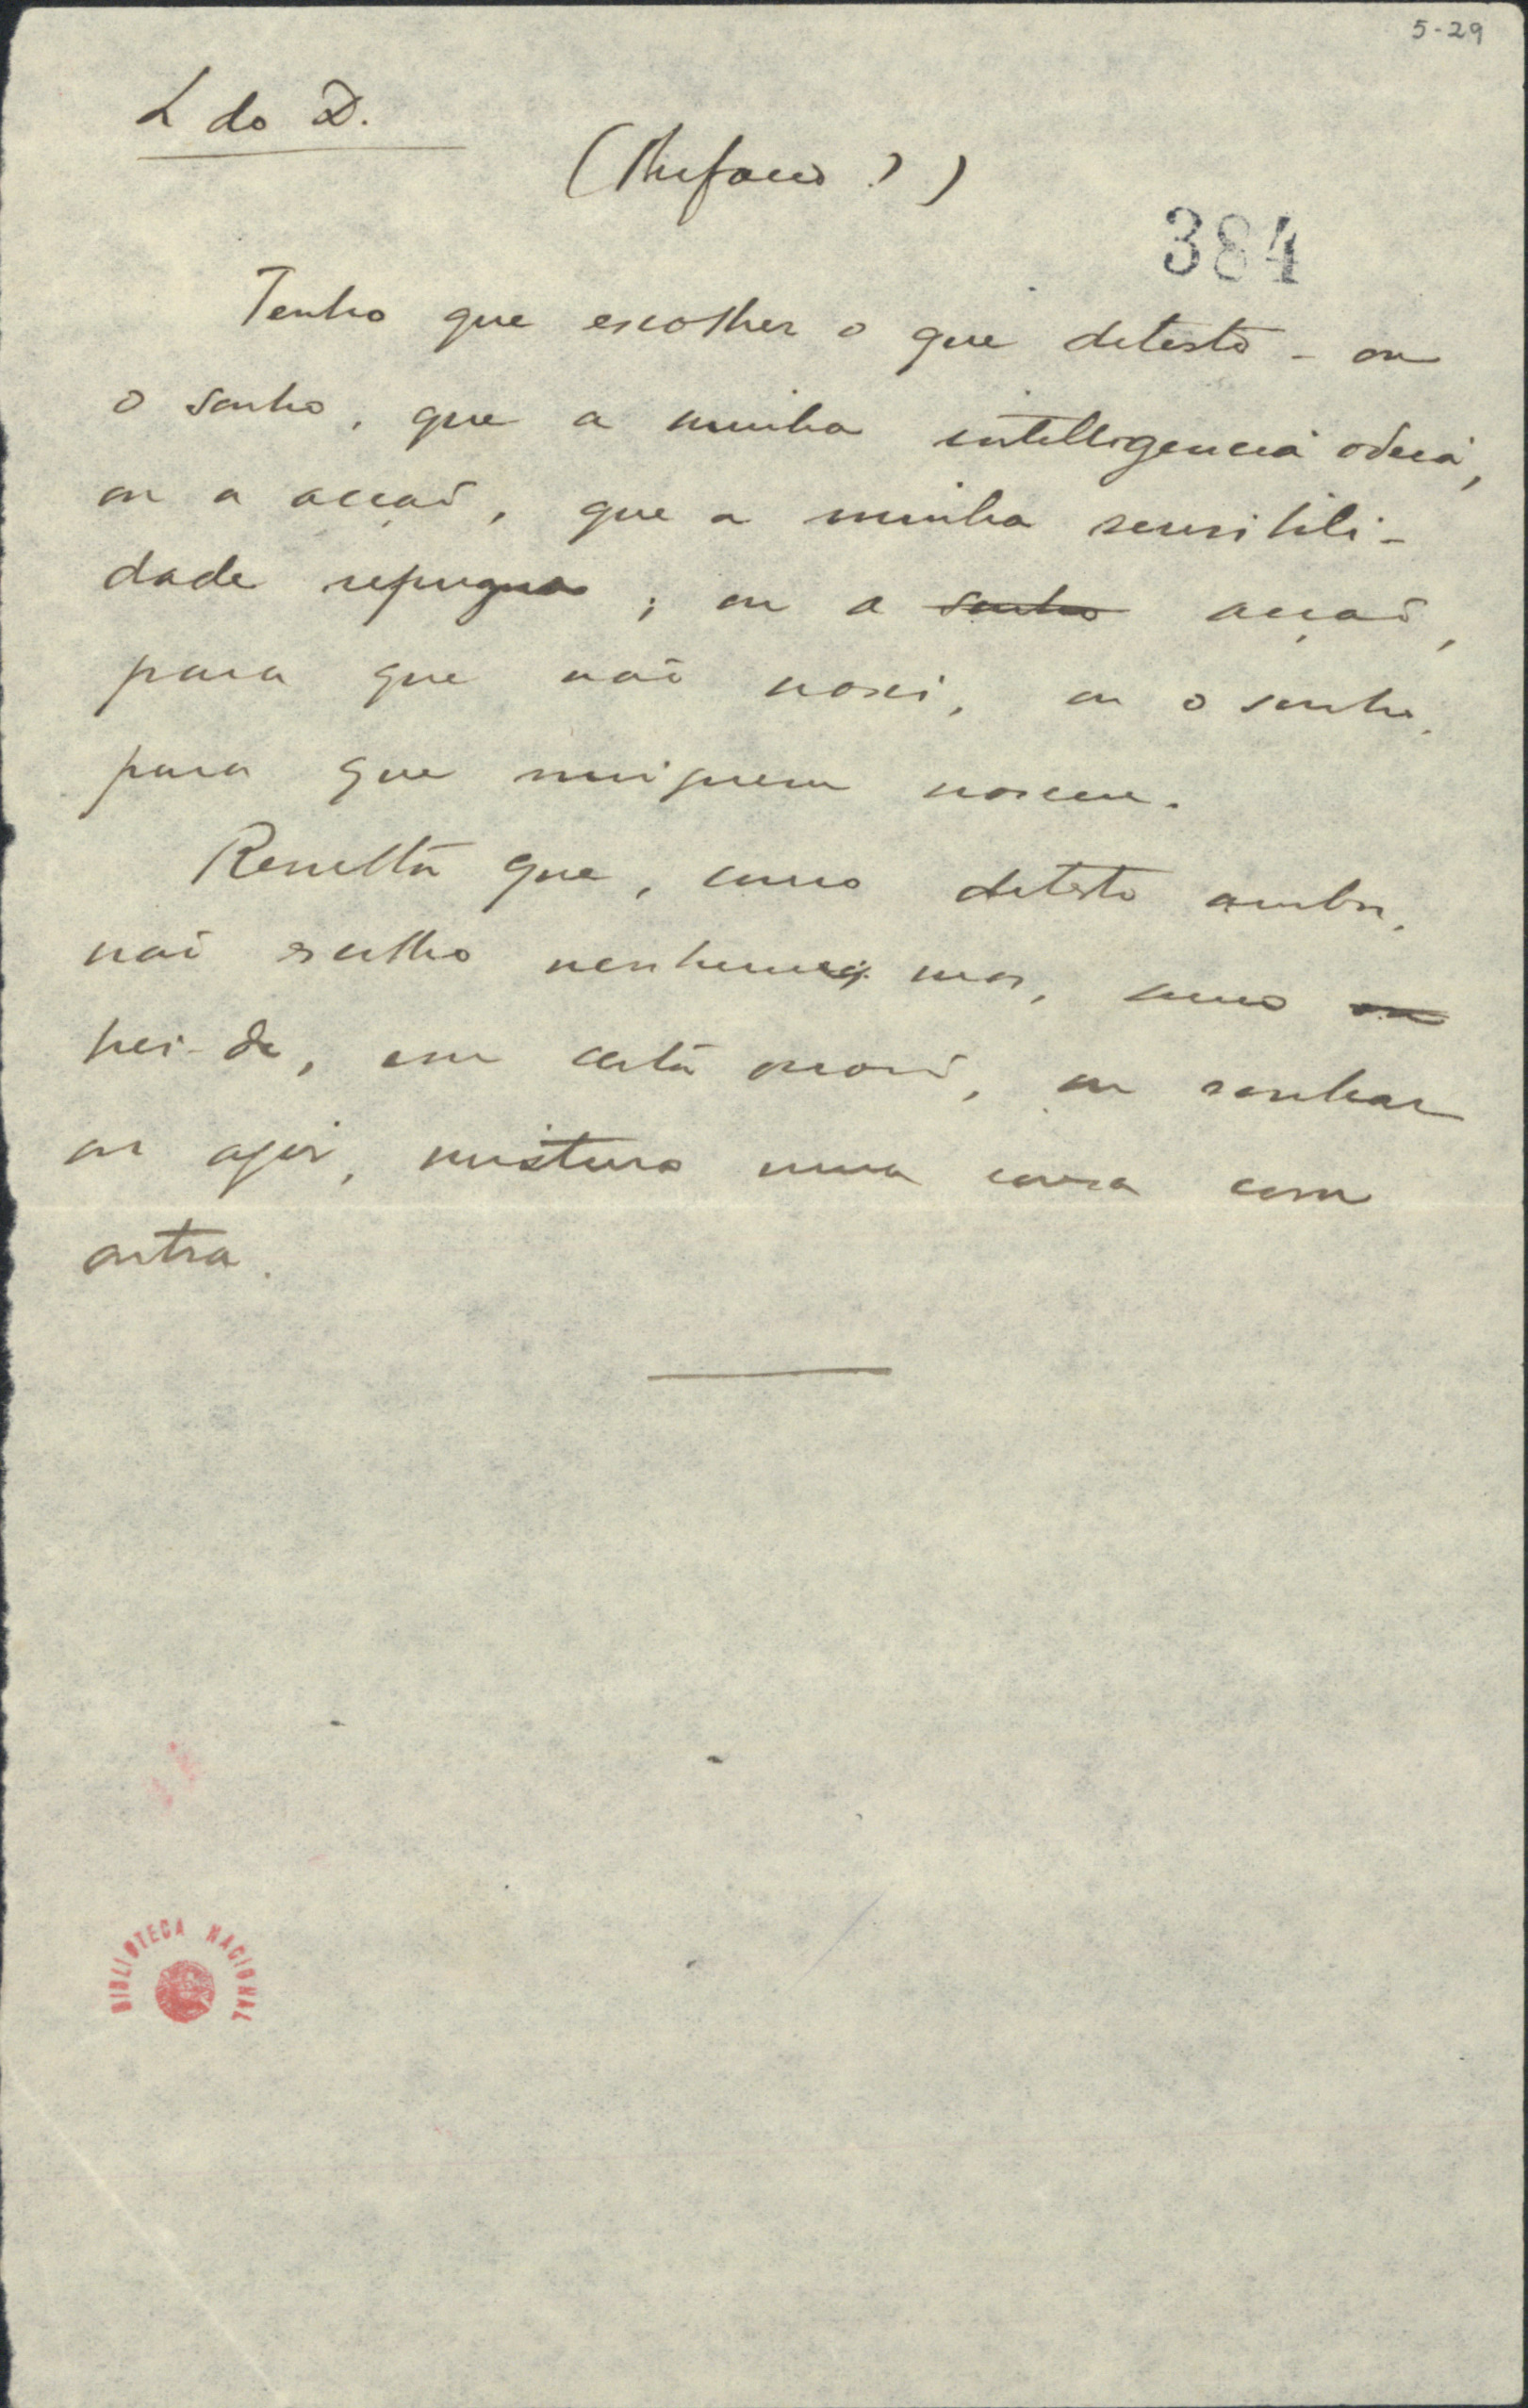 5-29
L do D.
(Prefacio?)
384
Tenho que escolher o que detesto — ou
o sonho, que a minha intelligencia odeia,
ou a acção, que a minha sensibili-
dade repugna; ou a sonho acção,
para que não nasci, ou o sonho,
para que ninguem nasceu.
Resulta que, como detesto ambos,
não escolho nenhum; mas, como ou
hei-de, em certa occasião, ou sonhar
ou agir, misturo uma coisa com
outra.
BIBLIOTECA NACIONAL